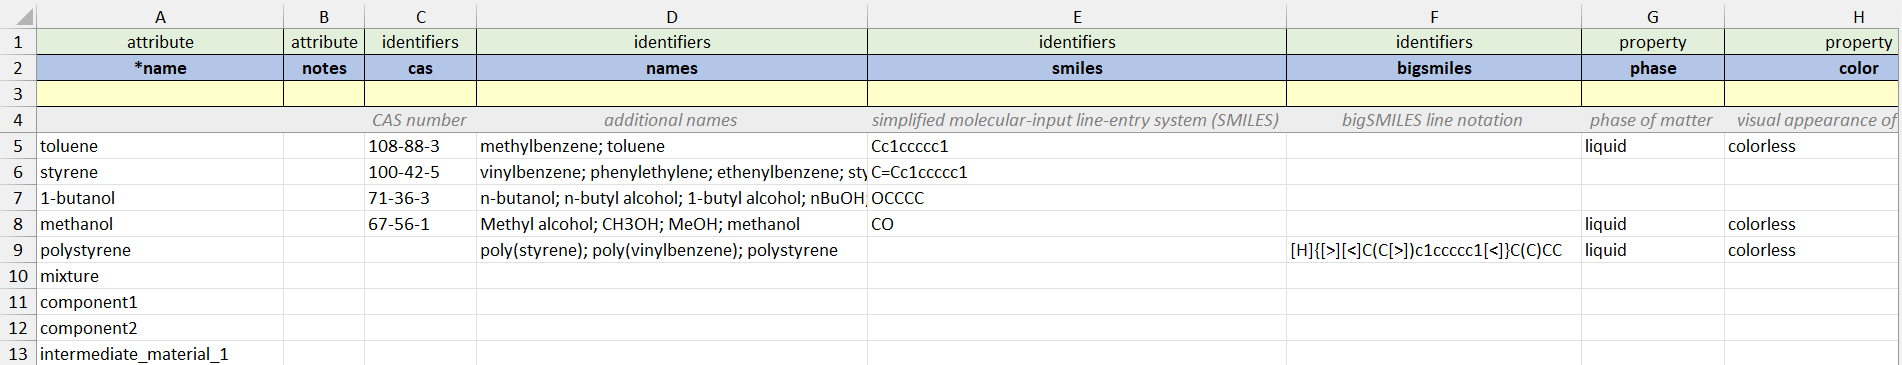 A B C D E F G H
1 attribute attribute identifiers identifiers identifiers identifiers property property
2 *name notes cas names smiles bigsmiles phase color
3
4 CAS number additional names simplified molecular-input line-entry system (SMILES) bigSMILES line notation phase of matter visual appearance of
5 toluene 108-88-3 methylbenzene; toluene Cc1ccccc1 liquid colorless
6 styrene 100-42-5 vinylbenzene; phenylethylene; ethenylbenzene; sty C=Cc1ccccc1
7 1-butanol 71-36-3 n-butanol; n-butyl alcohol; 1-butyl alcohol; nBuOH; OCCCC
8 methanol 67-56-1 Methyl alcohol; CH3OH; MeOH; methanol CO liquid colorless
9 polystyrene poly(styrene); poly(vinylbenzene); polystyrene [H]{[>][<]C(C[>])c1ccccc1[<]}C(C)CC liquid colorless
10 mixture
11 component1
12 component2
13 intermediate_material_1